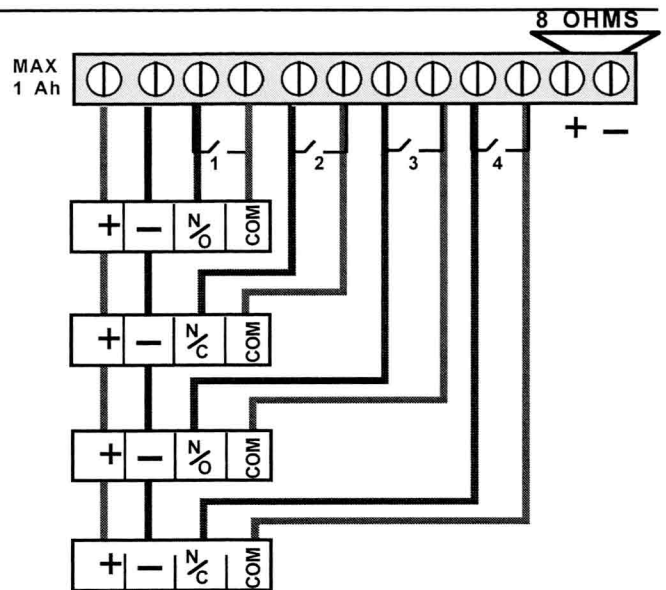 8 OHMS
MAX
1 Ah
+ −
1 2 3 4
+ − N/O COM
+ − N/C COM
+ − N/O COM
+ − N/C COM